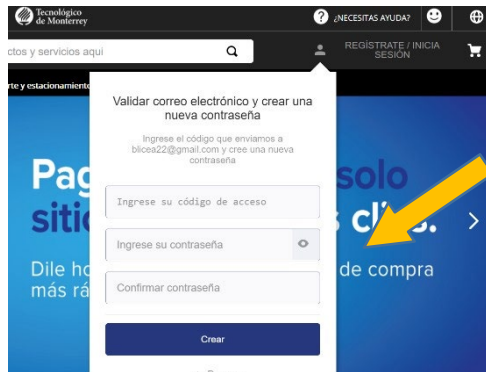 Tecnológico
de Monterrey
¿NECESITAS AYUDA?
ctos y servicios aquí
REGÍSTRATE / INICIA
SESIÓN
rte y estacionamiento
Validar correo electrónico y crear una
nueva contraseña
Ingrese el código que enviamos a
blicea22@gmail.com y cree una nueva
contraseña
Pag
solo
Ingrese su código de acceso
siti
clics.
Ingrese su contraseña
Dile ho
de compra
más rá
Confirmar contraseña
Crear